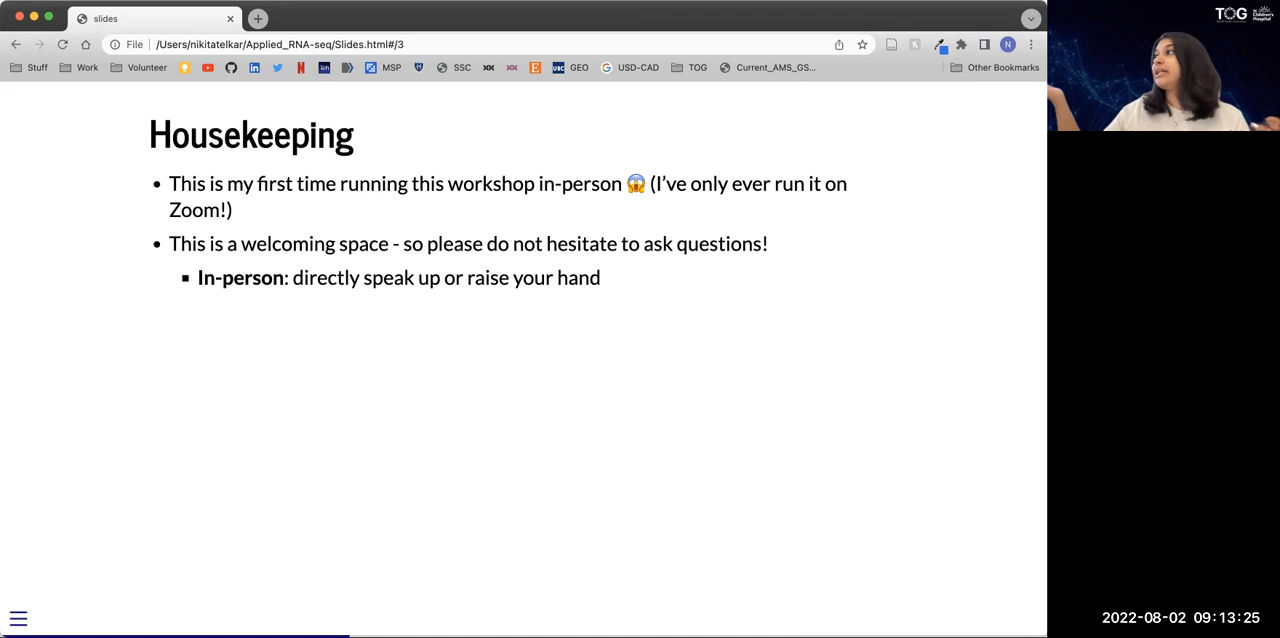 slides
File
/Users/nikitatelkar/Applied_RNA-seq/Slides.html#/3
N
Stuff
Work
Volunteer
MSP
SSC
UBC
GEO
USD-CAD
TOG
Current_AMS_GS...
Other Bookmarks
TOG
Children's
Hospital
Housekeeping
• This is my first time running this workshop in-person 😱 (I've only ever run it on
Zoom!)
• This is a welcoming space - so please do not hesitate to ask questions!
▪ In-person: directly speak up or raise your hand
2022-08-02 09:13:25